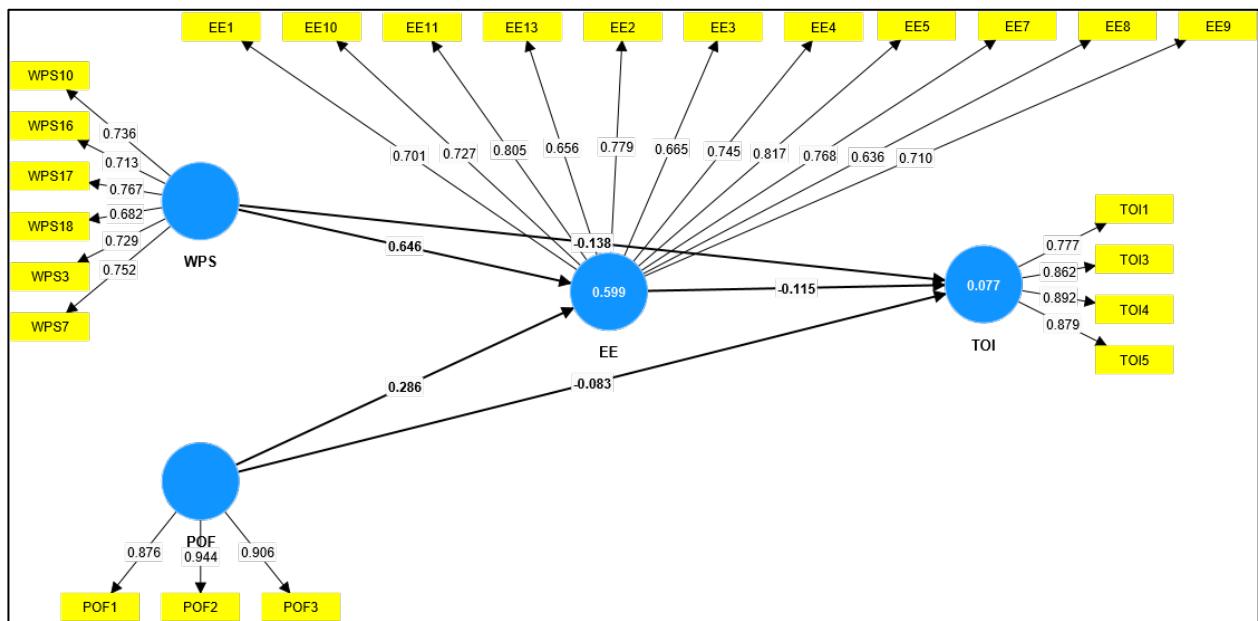 EE1 EE10 EE11 EE13 EE2 EE3 EE4 EE5 EE7 EE8 EE9
WPS10
WPS16
WPS17
WPS18
WPS3
WPS7
0.736
0.713
0.767
0.682
0.729
0.752
WPS
0.701 0.727 0.805 0.656 0.779 0.665 0.745 0.817 0.768 0.636 0.710
0.646
-0.138
0.599
EE
-0.115
0.077
TOI
0.777
0.862
0.892
0.879
TOI1
TOI3
TOI4
TOI5
0.286
-0.083
POF
0.876 0.944 0.906
POF1 POF2 POF3